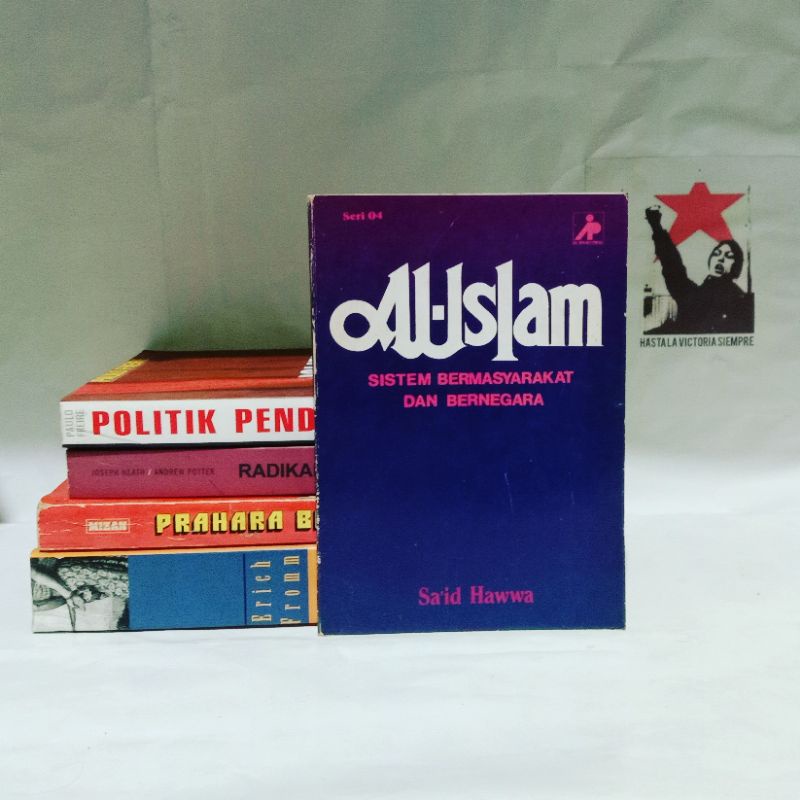 Seri 04
Al-Islam
SISTEM BERMASYARAKAT
DAN BERNEGARA
Sa'id Hawwa
PAULO
FREIRE
POLITIK PEND
JOSEPH HEATH / ANDREW POTTER
RADIKA
MIZAN
PRAHARA B
Erich
Fromm
HASTA LA VICTORIA SIEMPRE